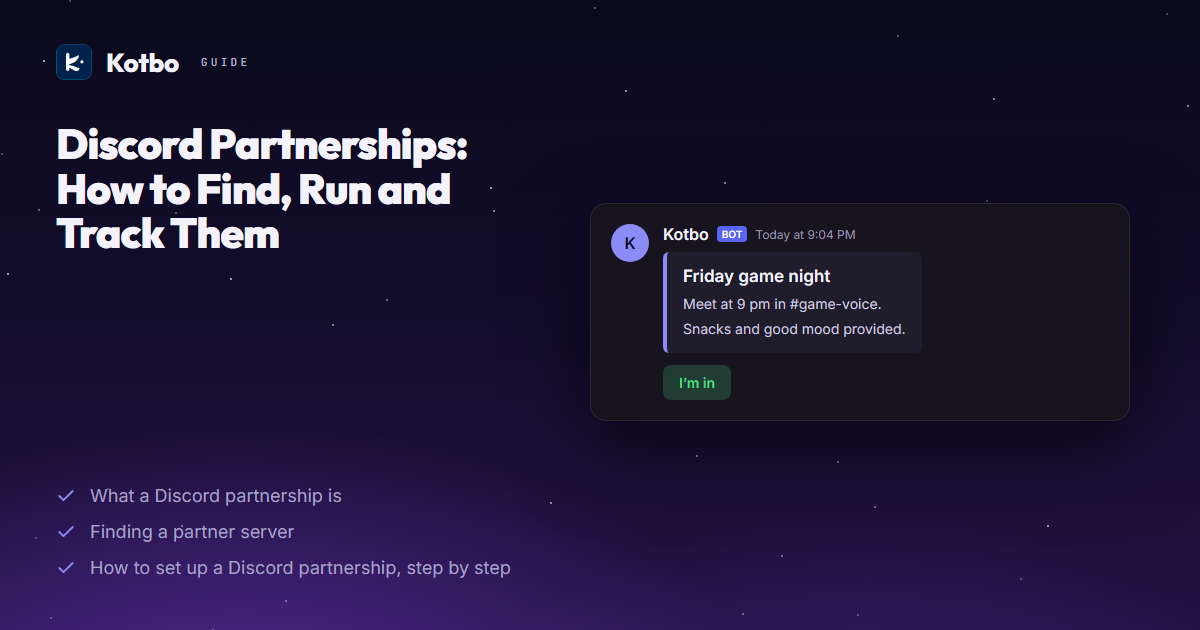 Kotbo GUIDE
Discord Partnerships:
How to Find, Run and
Track Them
K
Kotbo BOT Today at 9:04 PM
Friday game night
Meet at 9 pm in #game-voice.
Snacks and good mood provided.
I'm in
What a Discord partnership is
Finding a partner server
How to set up a Discord partnership, step by step